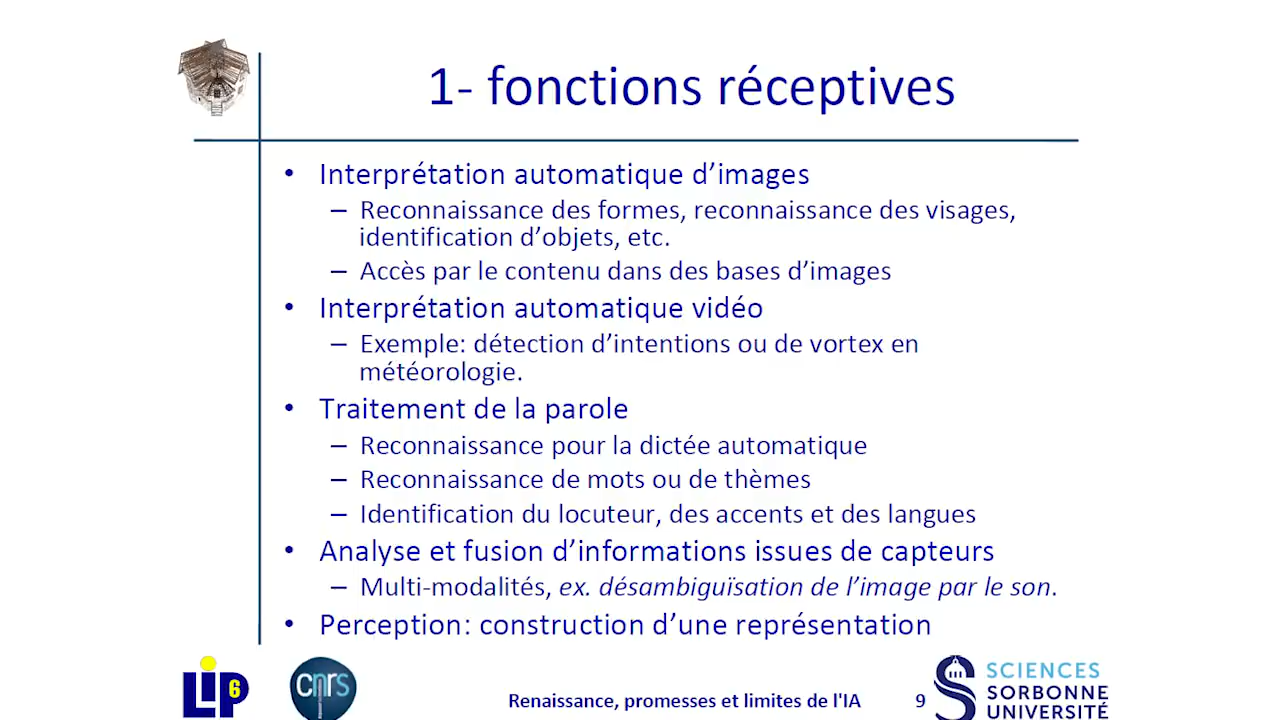 1- fonctions réceptives
• Interprétation automatique d’images
– Reconnaissance des formes, reconnaissance des visages,
identification d’objets, etc.
– Accès par le contenu dans des bases d’images
• Interprétation automatique vidéo
– Exemple: détection d’intentions ou de vortex en
météorologie.
• Traitement de la parole
– Reconnaissance pour la dictée automatique
– Reconnaissance de mots ou de thèmes
– Identification du locuteur, des accents et des langues
• Analyse et fusion d’informations issues de capteurs
– Multi-modalités, ex. désambiguïsation de l’image par le son.
• Perception: construction d’une représentation
LIP6
cnrs
Renaissance, promesses et limites de l'IA
9
SCIENCES
SORBONNE
UNIVERSITÉ